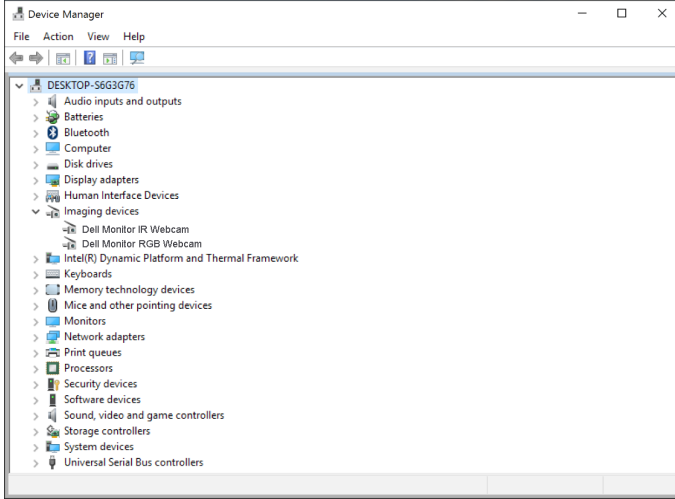 Device Manager
File Action View Help
DESKTOP-S6G3G76
Audio inputs and outputs
Batteries
Bluetooth
Computer
Disk drives
Display adapters
Human Interface Devices
Imaging devices
Dell Monitor IR Webcam
Dell Monitor RGB Webcam
Intel(R) Dynamic Platform and Thermal Framework
Keyboards
Memory technology devices
Mice and other pointing devices
Monitors
Network adapters
Print queues
Processors
Security devices
Software devices
Sound, video and game controllers
Storage controllers
System devices
Universal Serial Bus controllers